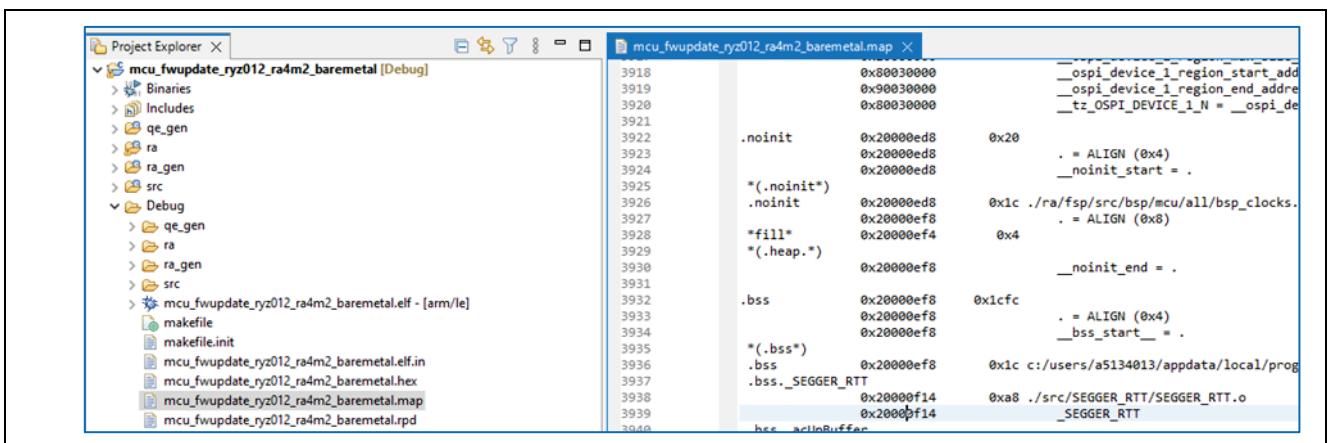 Project Explorer
mcu_fwupdate_ryz012_ra4m2_baremetal [Debug]
Binaries
Includes
qe_gen
ra
ra_gen
src
Debug
qe_gen
ra
ra_gen
src
mcu_fwupdate_ryz012_ra4m2_baremetal.elf - [arm/le]
makefile
makefile.init
mcu_fwupdate_ryz012_ra4m2_baremetal.elf.in
mcu_fwupdate_ryz012_ra4m2_baremetal.hex
mcu_fwupdate_ryz012_ra4m2_baremetal.map
mcu_fwupdate_ryz012_ra4m2_baremetal.rpd
mcu_fwupdate_ryz012_ra4m2_baremetal.map
3918 0x80030000 __ospi_device_1_region_start_add
3919 0x90030000 __ospi_device_1_region_end_addre
3920 0x80030000 __tz_OSPI_DEVICE_1_N = __ospi_de
3921
3922 .noinit 0x20000ed8 0x20
3923 0x20000ed8 . = ALIGN (0x4)
3924 0x20000ed8 __noinit_start = .
3925 *(.noinit*)
3926 .noinit 0x20000ed8 0x1c ./ra/fsp/src/bsp/mcu/all/bsp_clocks.
3927 0x20000ef8 . = ALIGN (0x8)
3928 *fill* 0x20000ef4 0x4
3929 *(.heap.*)
3930 0x20000ef8 __noinit_end = .
3931
3932 .bss 0x20000ef8 0x1cfc
3933 0x20000ef8 . = ALIGN (0x4)
3934 0x20000ef8 __bss_start__ = .
3935 *(.bss*)
3936 .bss 0x20000ef8 0x1c c:/users/a5134013/appdata/local/prog
3937 .bss._SEGGER_RTT
3938 0x20000f14 0xa8 ./src/SEGGER_RTT/SEGGER_RTT.o
3939 0x20000f14 _SEGGER_RTT
3940 .bss._acUpBuffer